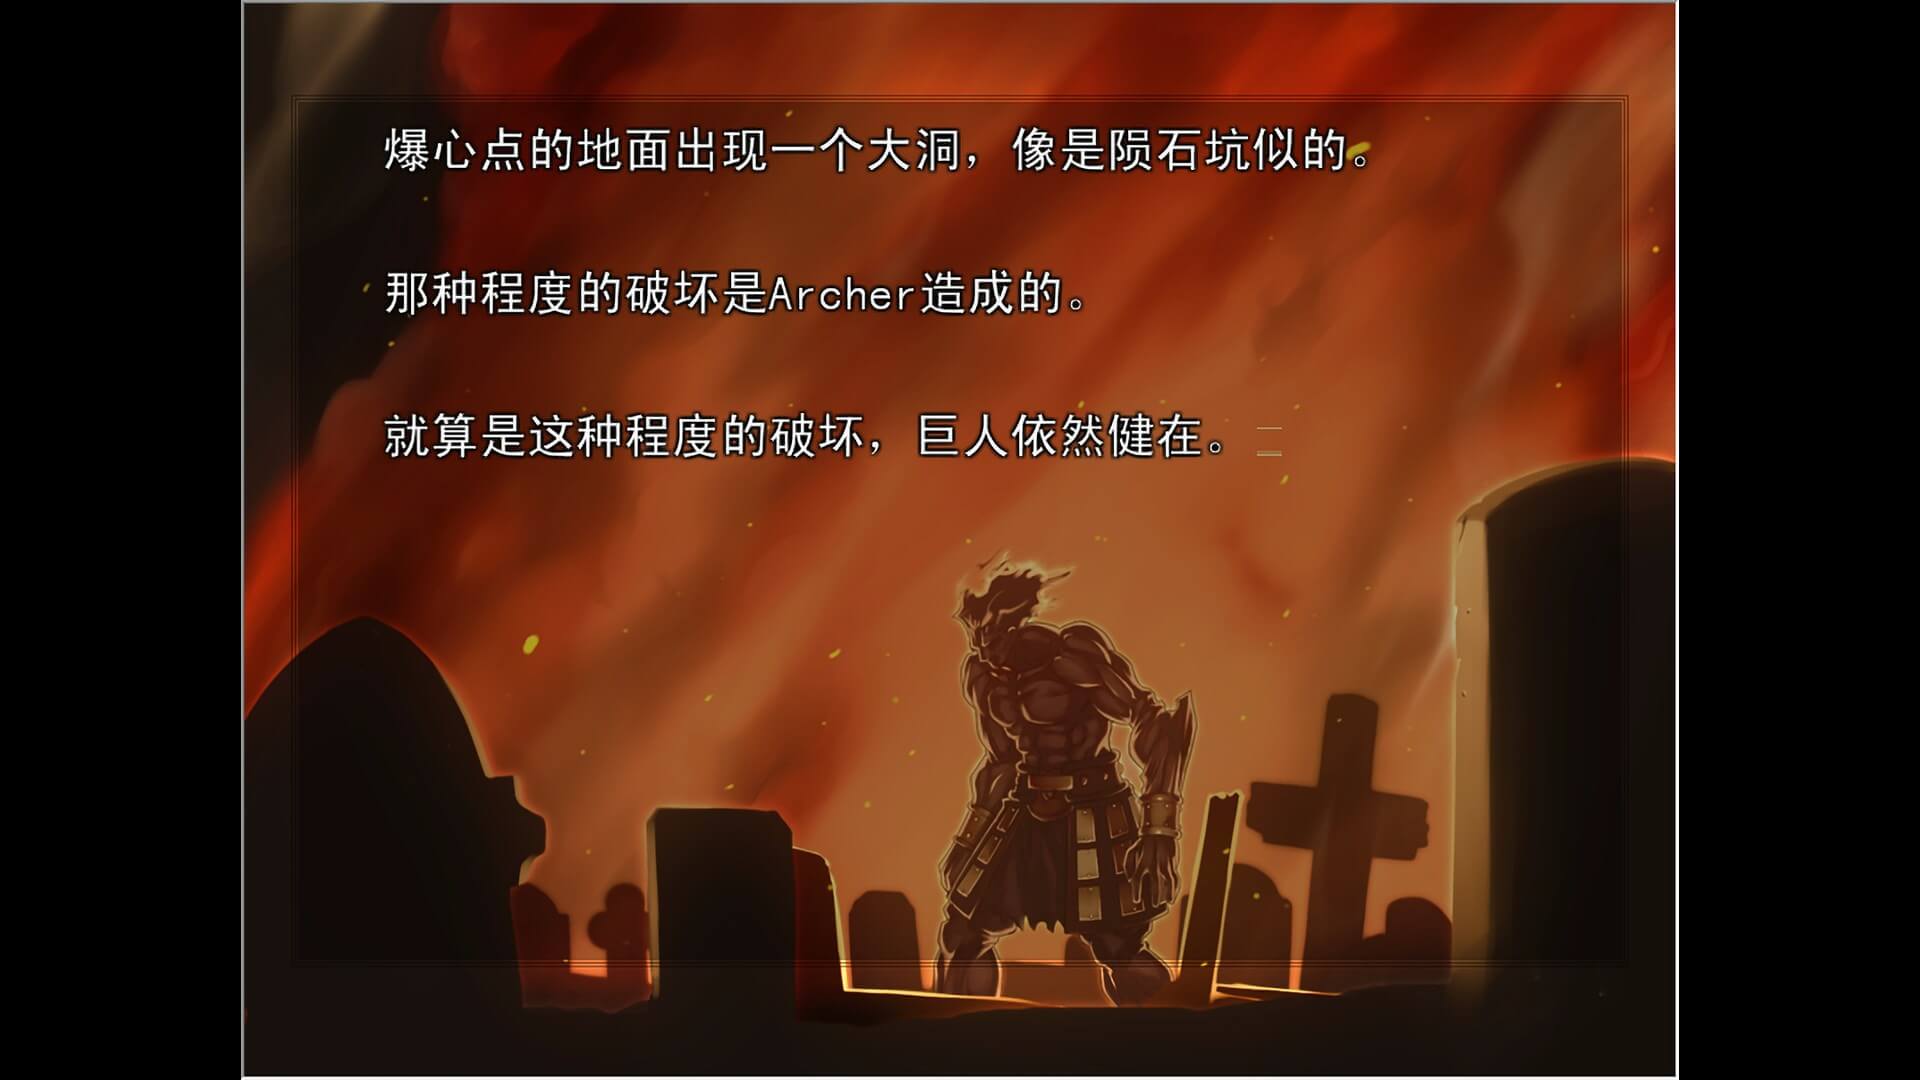 爆心点的地面出现一个大洞，像是陨石坑似的。
那种程度的破坏是Archer造成的。
就算是这种程度的破坏，巨人依然健在。